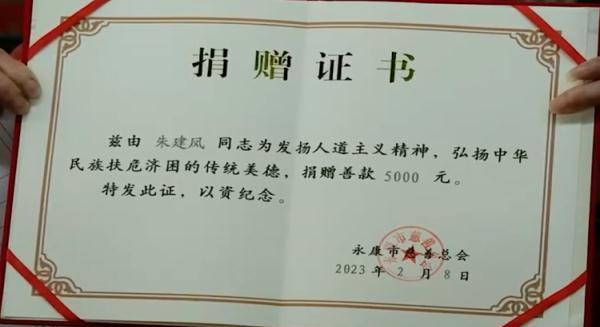 捐赠证书
兹由 朱建凤 同志为发扬人道主义精神，弘扬中华
民族扶危济困的传统美德，捐赠善款 5000 元。
特发此证，以资纪念。
永康市慈善总会
2023 年 2 月 8 日